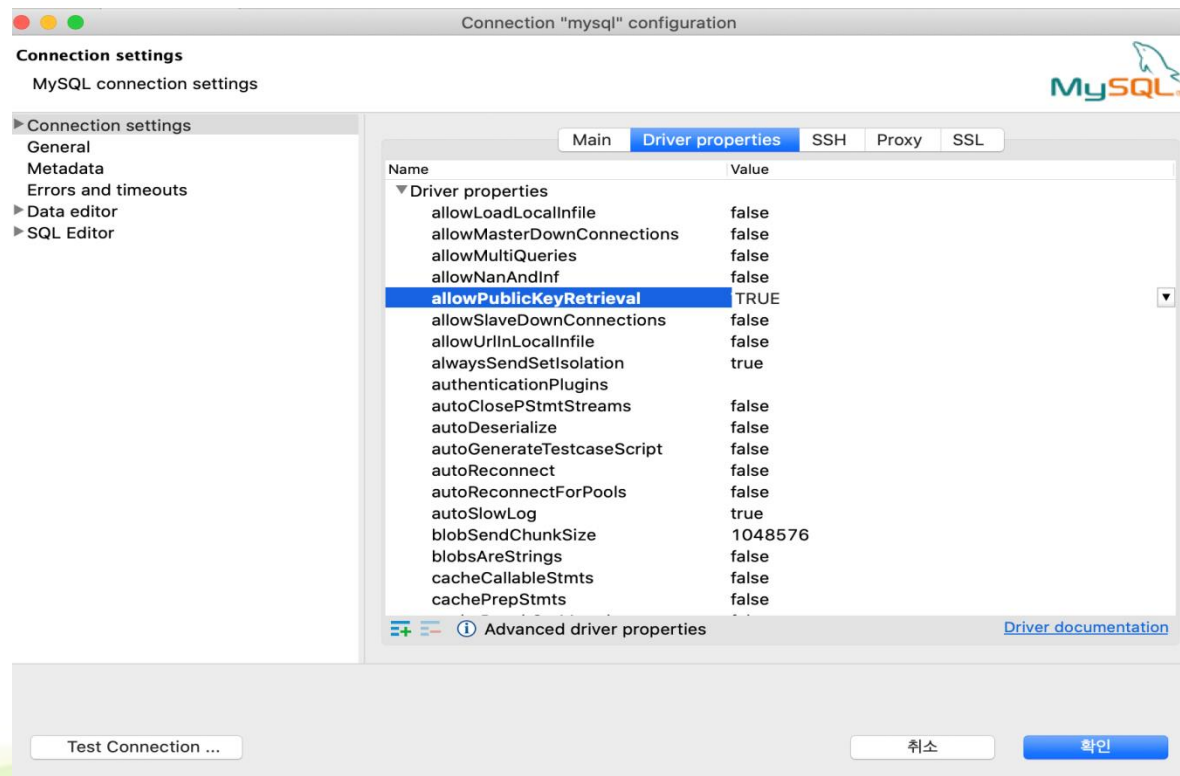 Connection "mysql" configuration
Connection settings
MySQL connection settings
MySQL
Connection settings
General
Metadata
Errors and timeouts
Data editor
SQL Editor
Main Driver properties SSH Proxy SSL
Name Value
Driver properties
allowLoadLocalInfile false
allowMasterDownConnections false
allowMultiQueries false
allowNanAndInf false
allowPublicKeyRetrieval TRUE
allowSlaveDownConnections false
allowUrlInLocalInfile false
alwaysSendSetIsolation true
authenticationPlugins
autoClosePStmtStreams false
autoDeserialize false
autoGenerateTestcaseScript false
autoReconnect false
autoReconnectForPools false
autoSlowLog true
blobSendChunkSize 1048576
blobsAreStrings false
cacheCallableStmts false
cachePrepStmts false
Advanced driver properties Driver documentation
Test Connection ... 취소 확인